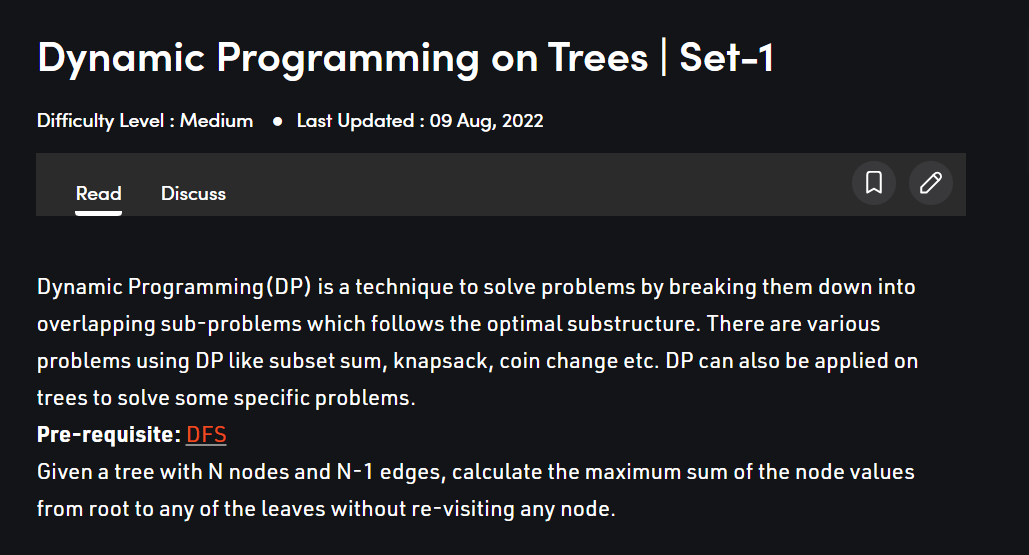 Dynamic Programming on Trees | Set-1
Difficulty Level : Medium ● Last Updated : 09 Aug, 2022
Read Discuss
Dynamic Programming(DP) is a technique to solve problems by breaking them down into
overlapping sub-problems which follows the optimal substructure. There are various
problems using DP like subset sum, knapsack, coin change etc. DP can also be applied on
trees to solve some specific problems.
Pre-requisite: DFS
Given a tree with N nodes and N-1 edges, calculate the maximum sum of the node values
from root to any of the leaves without re-visiting any node.